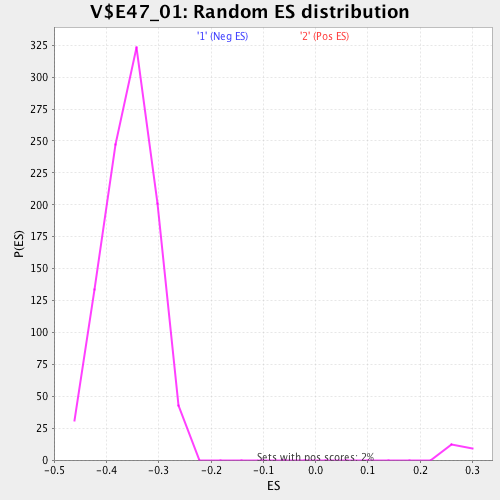 V$E47_01: Random ES distribution
'1' (Neg ES) '2' (Pos ES)
325
300
275
250
225
200
175
150
125
100
75
50
25
0
P(ES)
Sets with pos scores: 2%
-0.5 -0.4 -0.3 -0.2 -0.1 0.0 0.1 0.2 0.3
ES